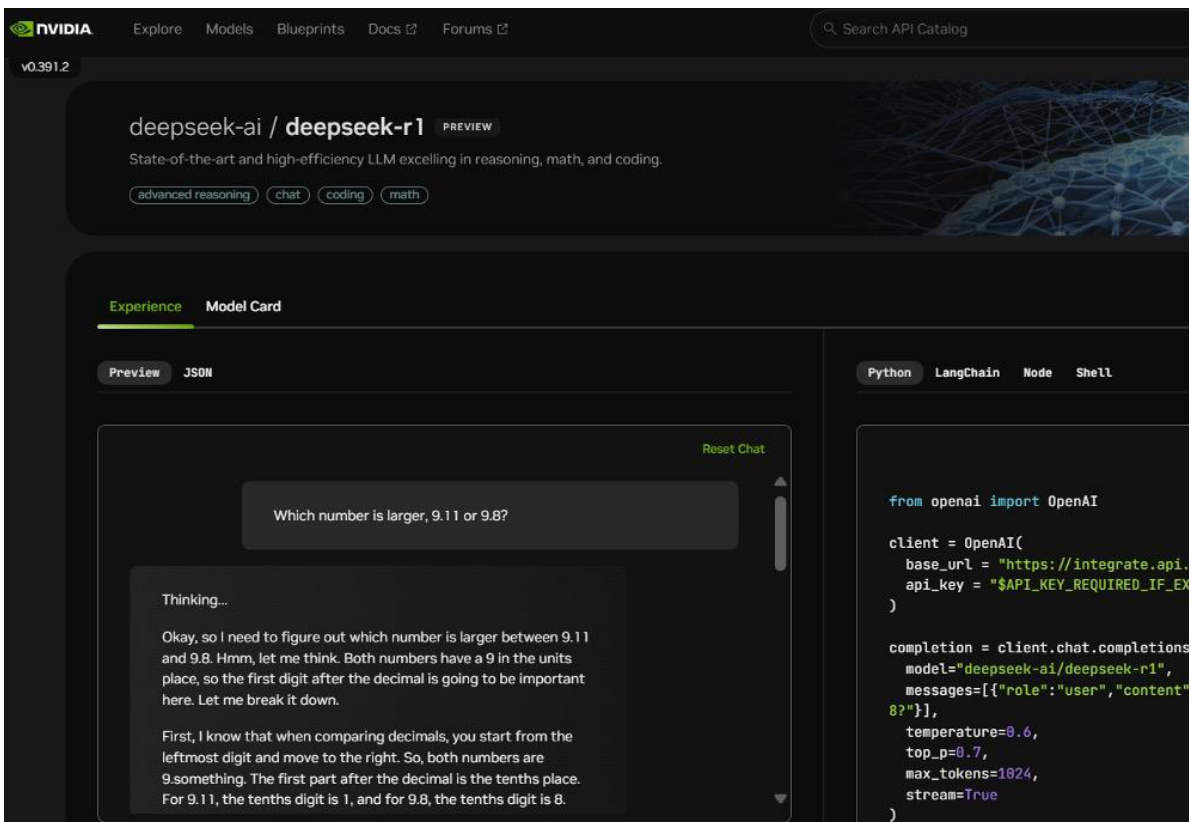 NVIDIA
Explore Models Blueprints Docs Forums
Search API Catalog
v0.391.2
deepseek-ai / deepseek-r1 PREVIEW
State-of-the-art and high-efficiency LLM excelling in reasoning, math, and coding.
advanced reasoning chat coding math
Experience Model Card
Preview JSON
Reset Chat
Which number is larger, 9.11 or 9.8?
Thinking...
Okay, so I need to figure out which number is larger between 9.11
and 9.8. Hmm, let me think. Both numbers have a 9 in the units
place, so the first digit after the decimal is going to be important
here. Let me break it down.
First, I know that when comparing decimals, you start from the
leftmost digit and move to the right. So, both numbers are
9.something. The first part after the decimal is the tenths place.
For 9.11, the tenths digit is 1, and for 9.8, the tenths digit is 8.
Python LangChain Node Shell
from openai import OpenAI
client = OpenAI(
base_url = "https://integrate.api.
api_key = "$API_KEY_REQUIRED_IF_EX
)
completion = client.chat.completions
model="deepseek-ai/deepseek-r1",
messages=[{"role":"user","content"
8?"}],
temperature=0.6,
top_p=0.7,
max_tokens=1024,
stream=True
)